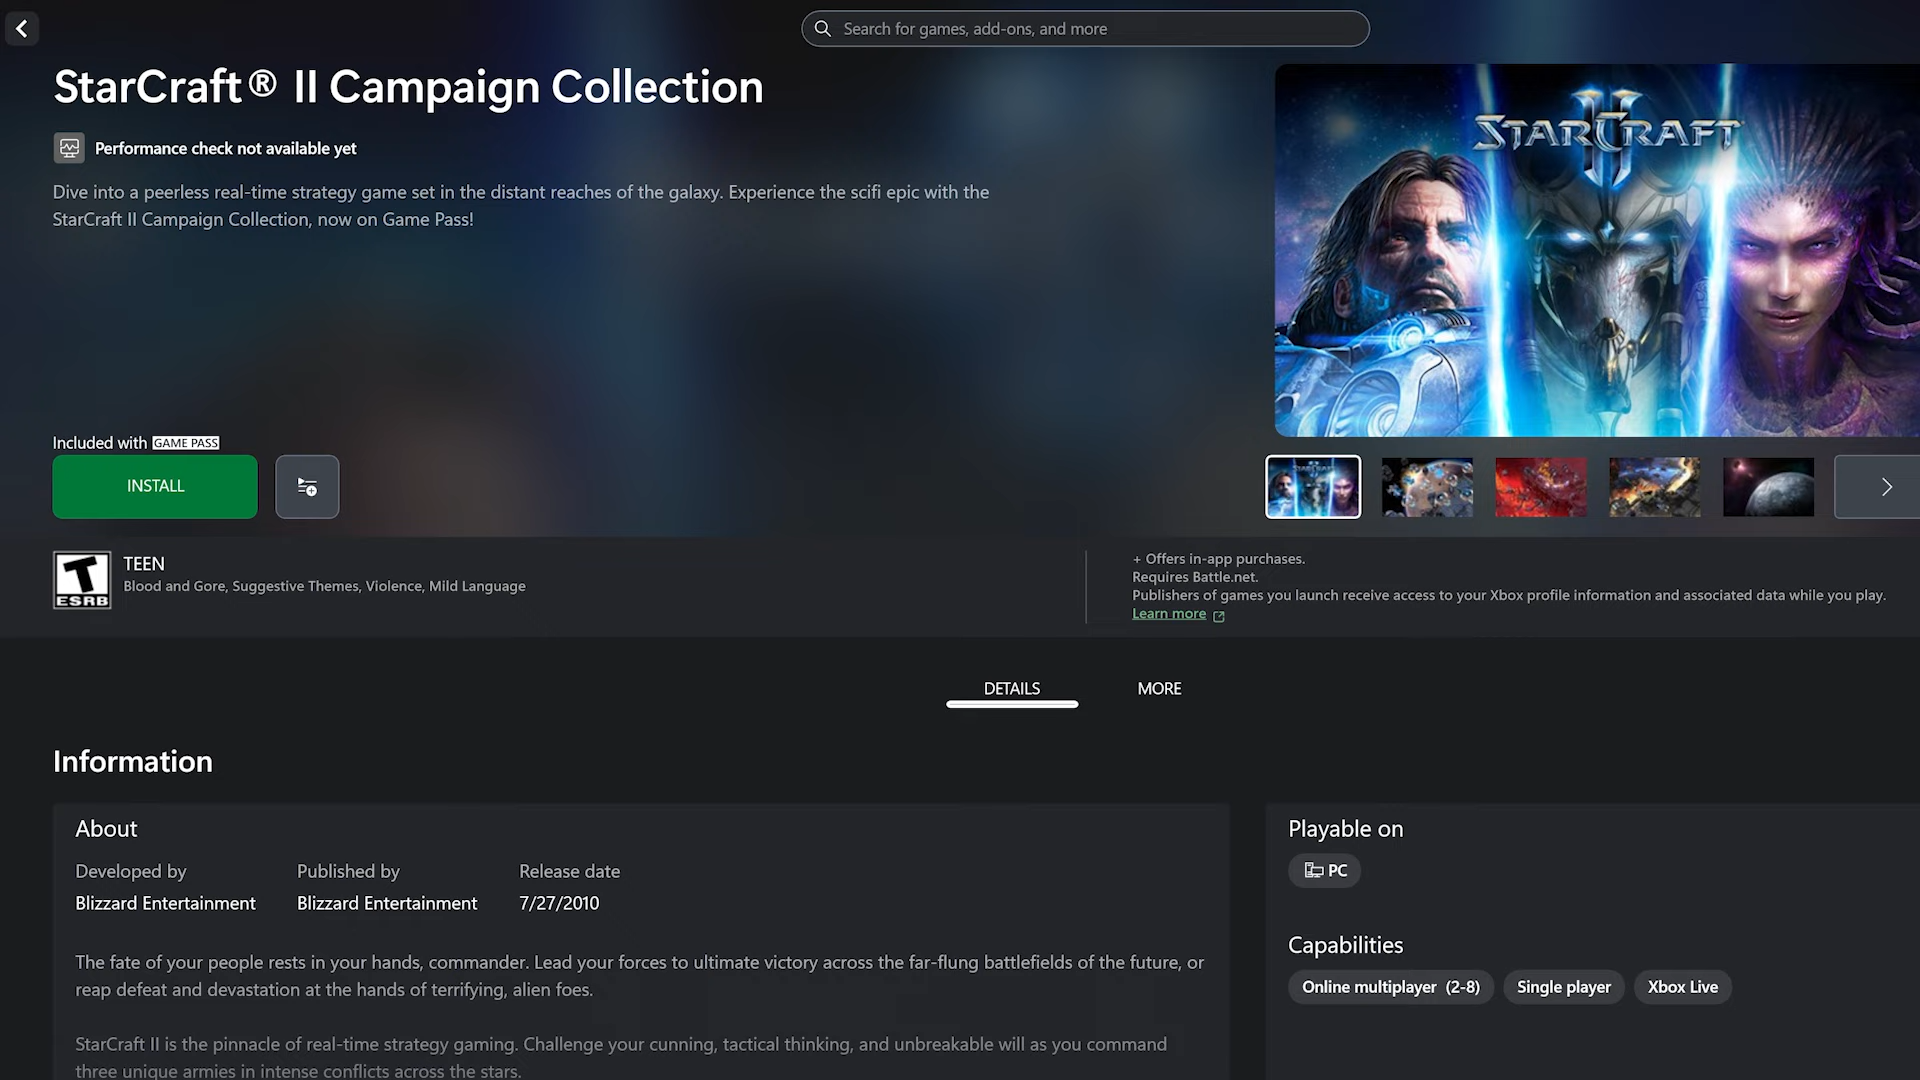 Search for games, add-ons, and more
StarCraft® II Campaign Collection
Performance check not available yet
Dive into a peerless real-time strategy game set in the distant reaches of the galaxy. Experience the scifi epic with the
StarCraft II Campaign Collection, now on Game Pass!
STARCRAFT
II
Included with GAME PASS
INSTALL
T
ESRB
TEEN
Blood and Gore, Suggestive Themes, Violence, Mild Language
+ Offers in-app purchases.
Requires Battle.net.
Publishers of games you launch receive access to your Xbox profile information and associated data while you play.
Learn more
DETAILS
MORE
Information
About
Developed by
Blizzard Entertainment
Published by
Blizzard Entertainment
Release date
7/27/2010
The fate of your people rests in your hands, commander. Lead your forces to ultimate victory across the far-flung battlefields of the future, or
reap defeat and devastation at the hands of terrifying, alien foes.
StarCraft II is the pinnacle of real-time strategy gaming. Challenge your cunning, tactical thinking, and unbreakable will as you command
three unique armies in intense conflicts across the stars.
Playable on
PC
Capabilities
Online multiplayer (2-8)
Single player
Xbox Live